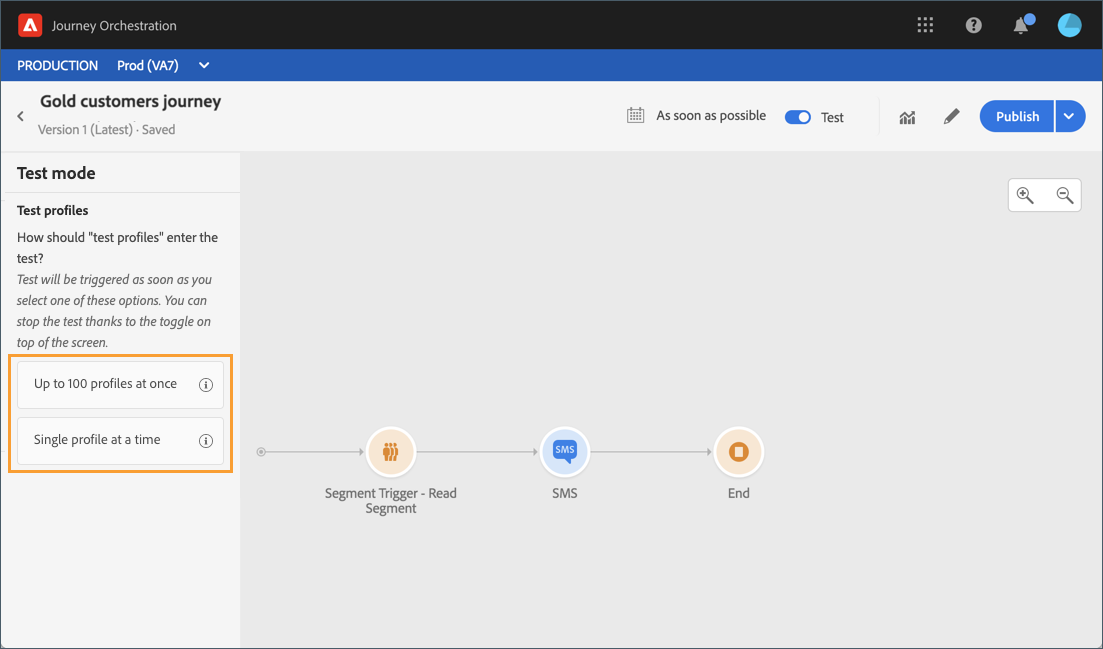 Journey Orchestration
PRODUCTION Prod (VA7)
Gold customers journey
Version 1 (Latest) · Saved
As soon as possible
Test
Publish
Test mode
Test profiles
How should "test profiles" enter the
test?
Test will be triggered as soon as you
select one of these options. You can
stop the test thanks to the toggle on
top of the screen.
Up to 100 profiles at once
Single profile at a time
SMS
Segment Trigger - Read
Segment
SMS
End